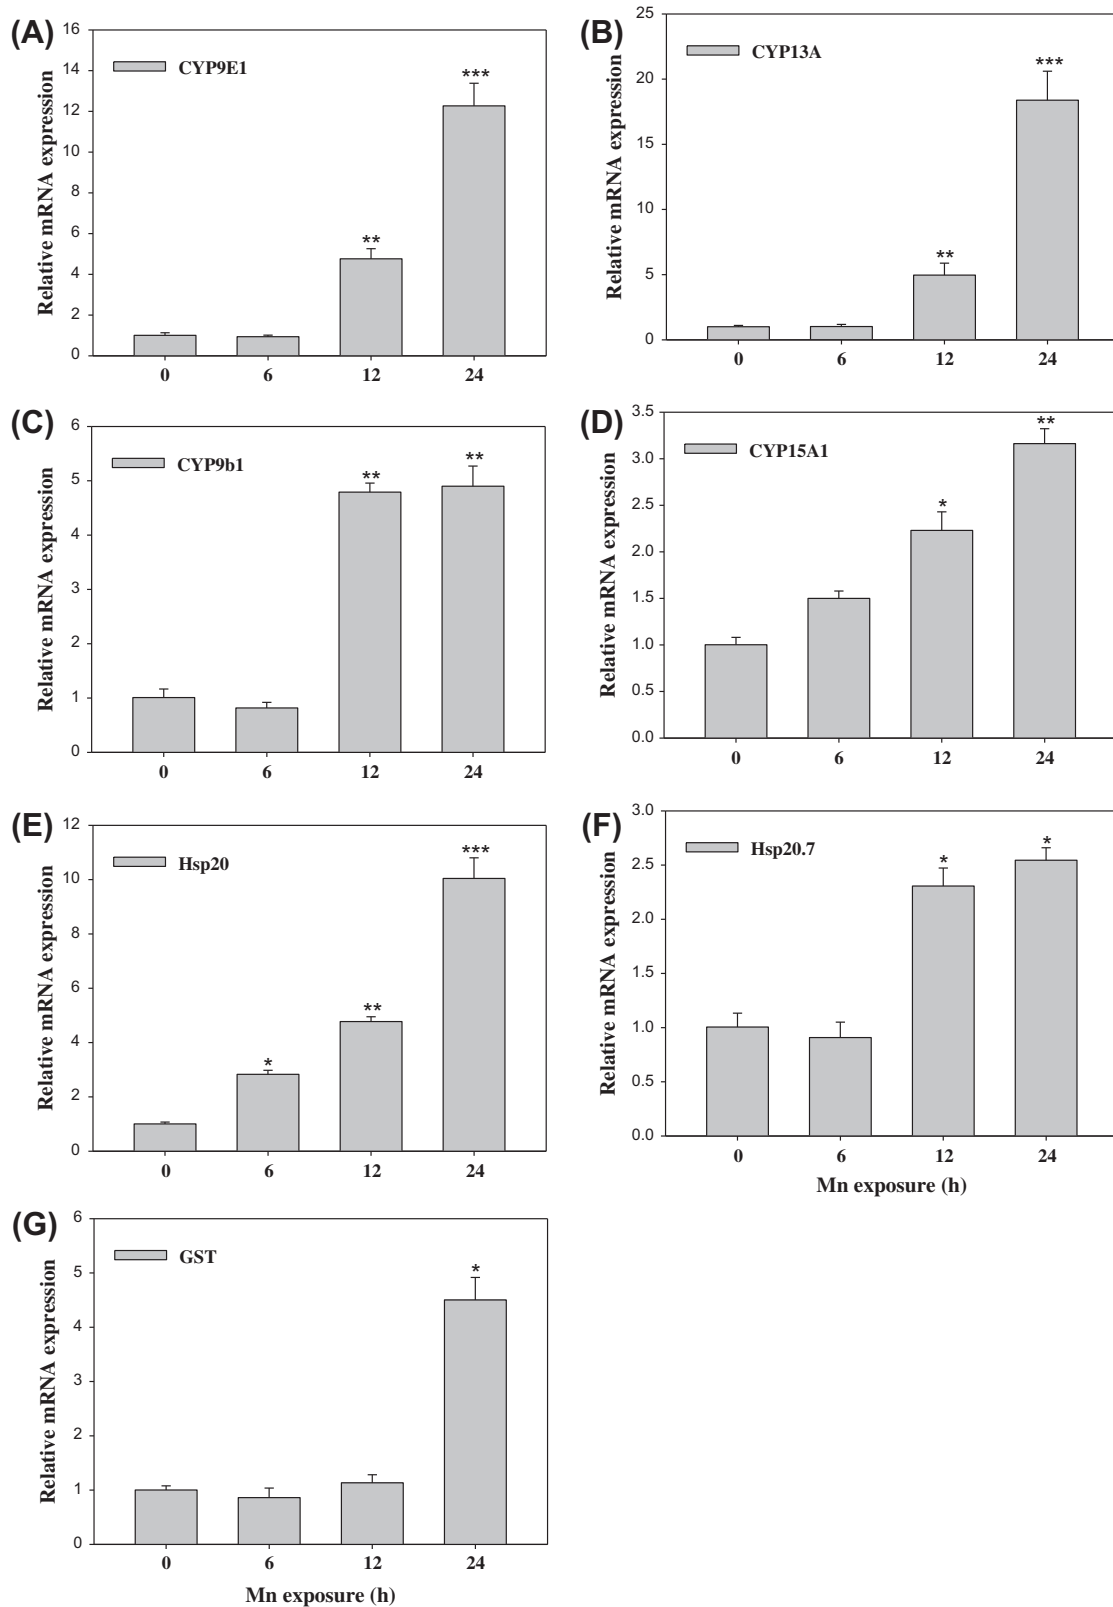 (A)
Relative mRNA expression
16
14
12
10
8
6
4
2
0
CYP9E1
**
***
0 6 12 24
(B)
Relative mRNA expression
25
20
15
10
5
0
CYP13A
**
***
0 6 12 24
(C)
Relative mRNA expression
6
5
4
3
2
1
0
CYP9b1
**
**
0 6 12 24
(D)
Relative mRNA expression
3.5
3.0
2.5
2.0
1.5
1.0
0.5
0.0
CYP15A1
*
**
0 6 12 24
(E)
Relative mRNA expression
12
10
8
6
4
2
0
Hsp20
*
**
***
0 6 12 24
(F)
Relative mRNA expression
3.0
2.5
2.0
1.5
1.0
0.5
0.0
Hsp20.7
*
*
0 6 12 24
Mn exposure (h)
(G)
Relative mRNA expression
6
5
4
3
2
1
0
GST
*
0 6 12 24
Mn exposure (h)